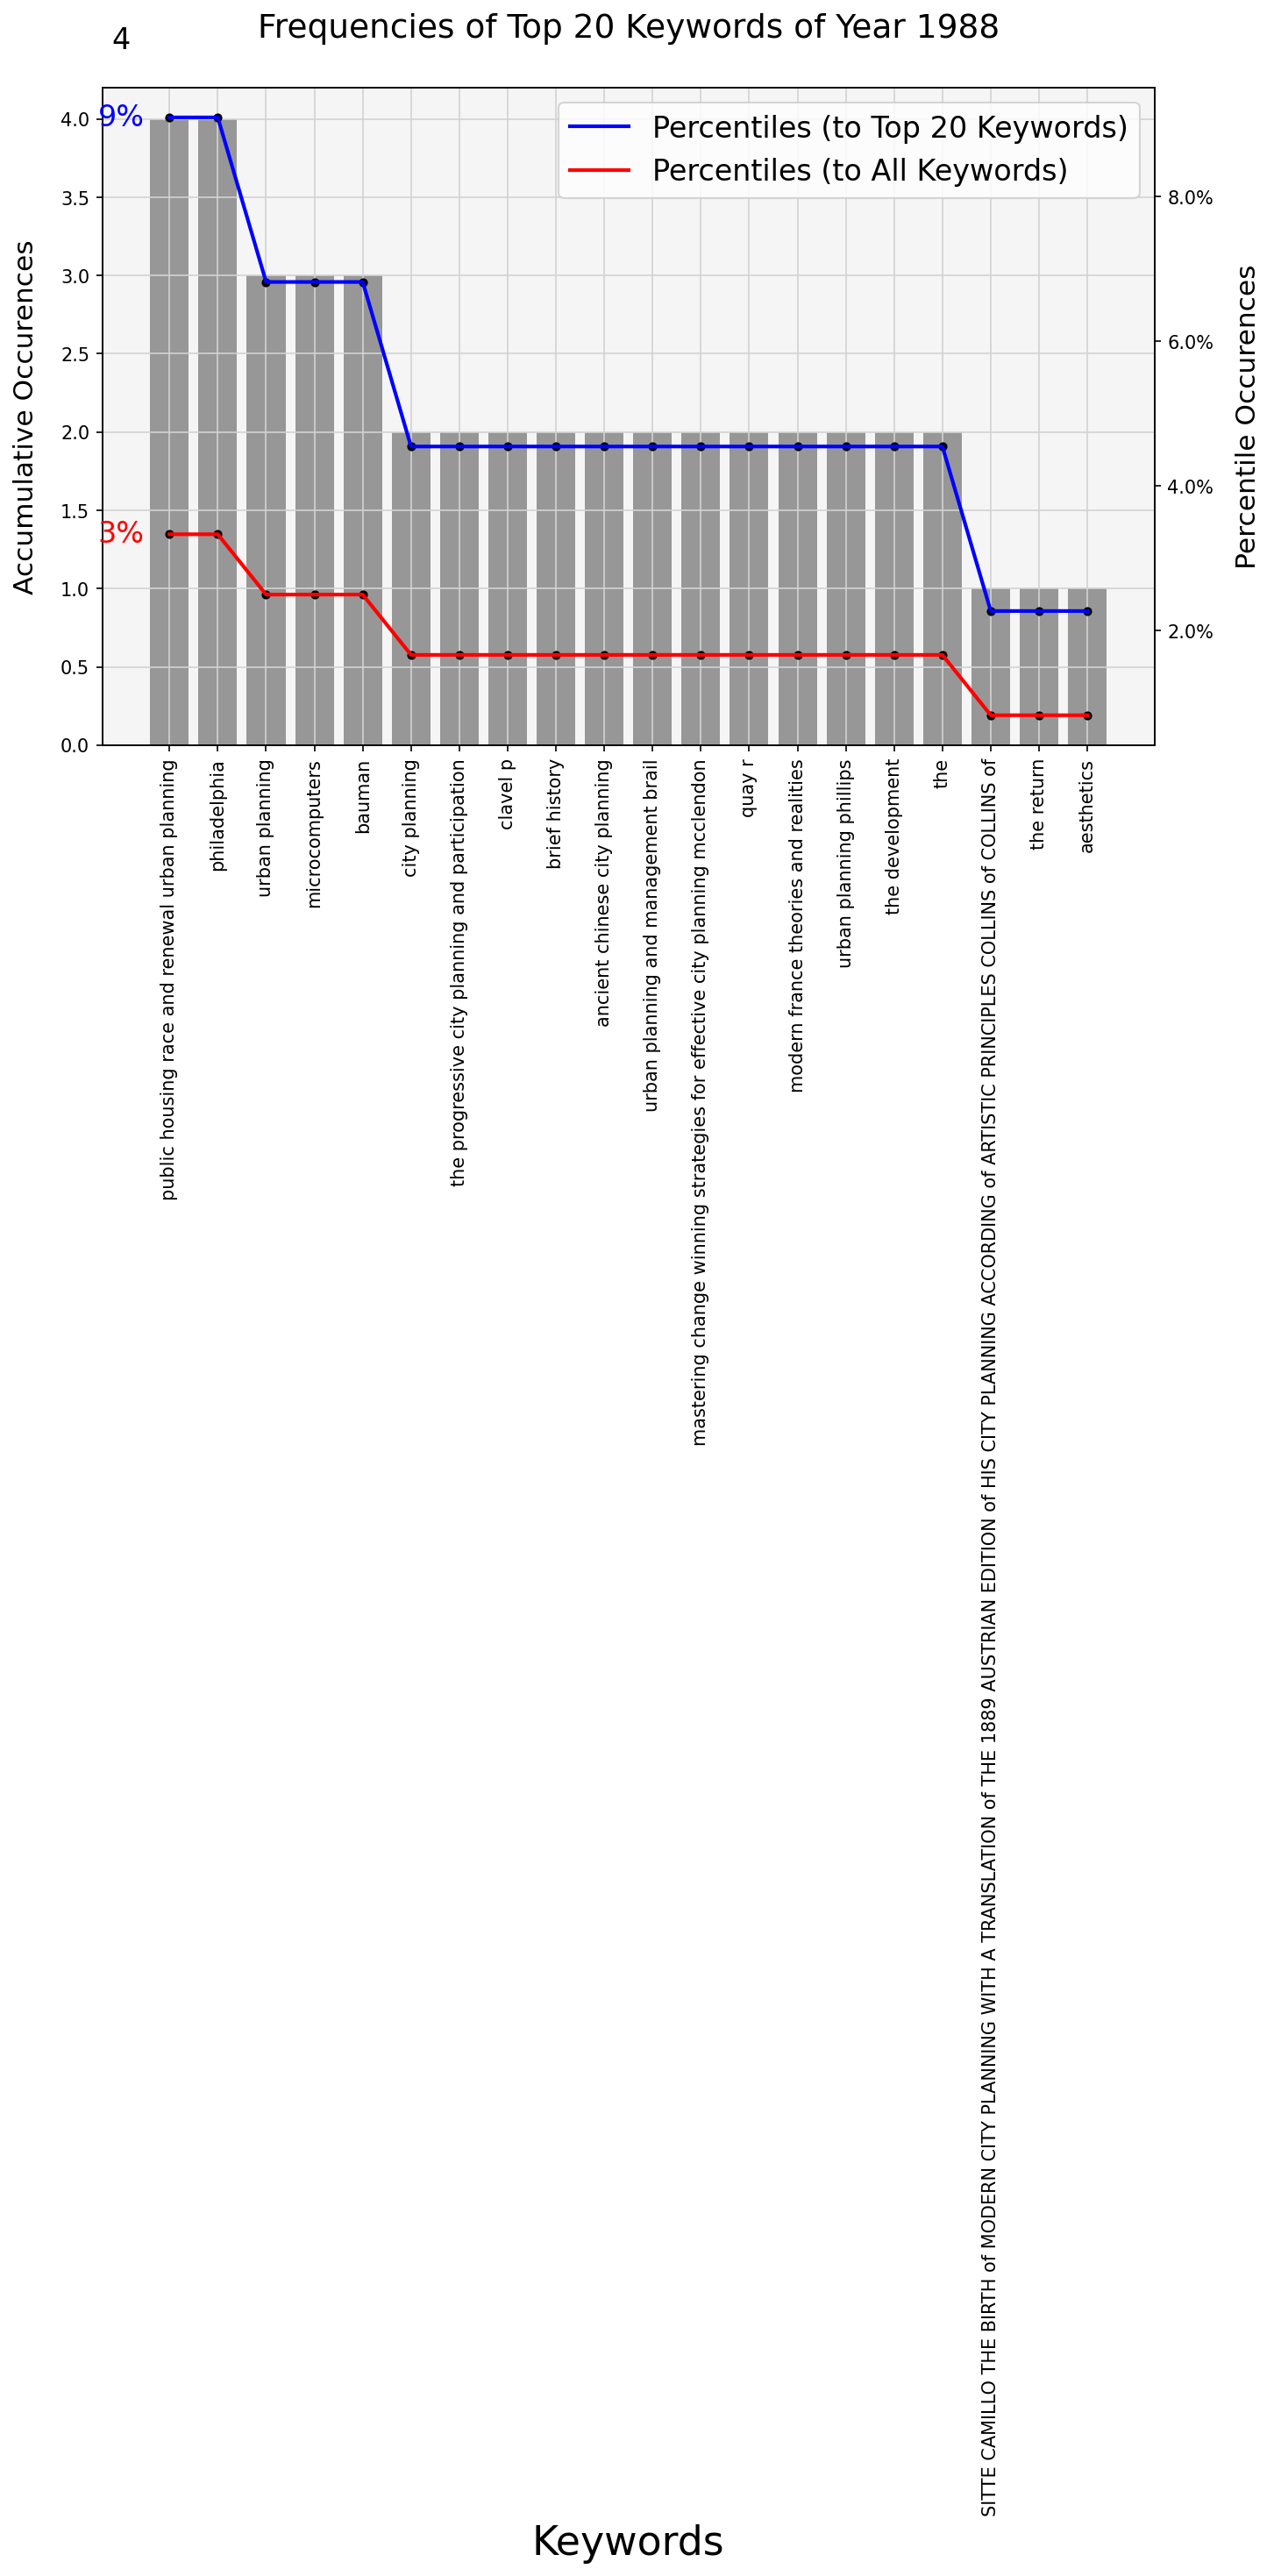 Frequencies of Top 20 Keywords of Year 1988
4
9%
3%
Percentiles (to Top 20 Keywords)
Percentiles (to All Keywords)
Accumulative Occurences
4.0
3.5
3.0
2.5
2.0
1.5
1.0
0.5
0.0
8.0%
6.0%
4.0%
2.0%
Percentile Occurences
public housing race and renewal urban planning
philadelphia
urban planning
microcomputers
bauman
city planning
the progressive city planning and participation
clavel p
brief history
ancient chinese city planning
urban planning and management brail
mastering change winning strategies for effective city planning mcclendon
quay r
modern france theories and realities
urban planning phillips
the development
the
SITTE CAMILLO THE BIRTH of MODERN CITY PLANNING WITH A TRANSLATION of THE 1889 AUSTRIAN EDITION of HIS CITY PLANNING ACCORDING of ARTISTIC PRINCIPLES COLLINS of COLLINS of
the return
aesthetics
Keywords